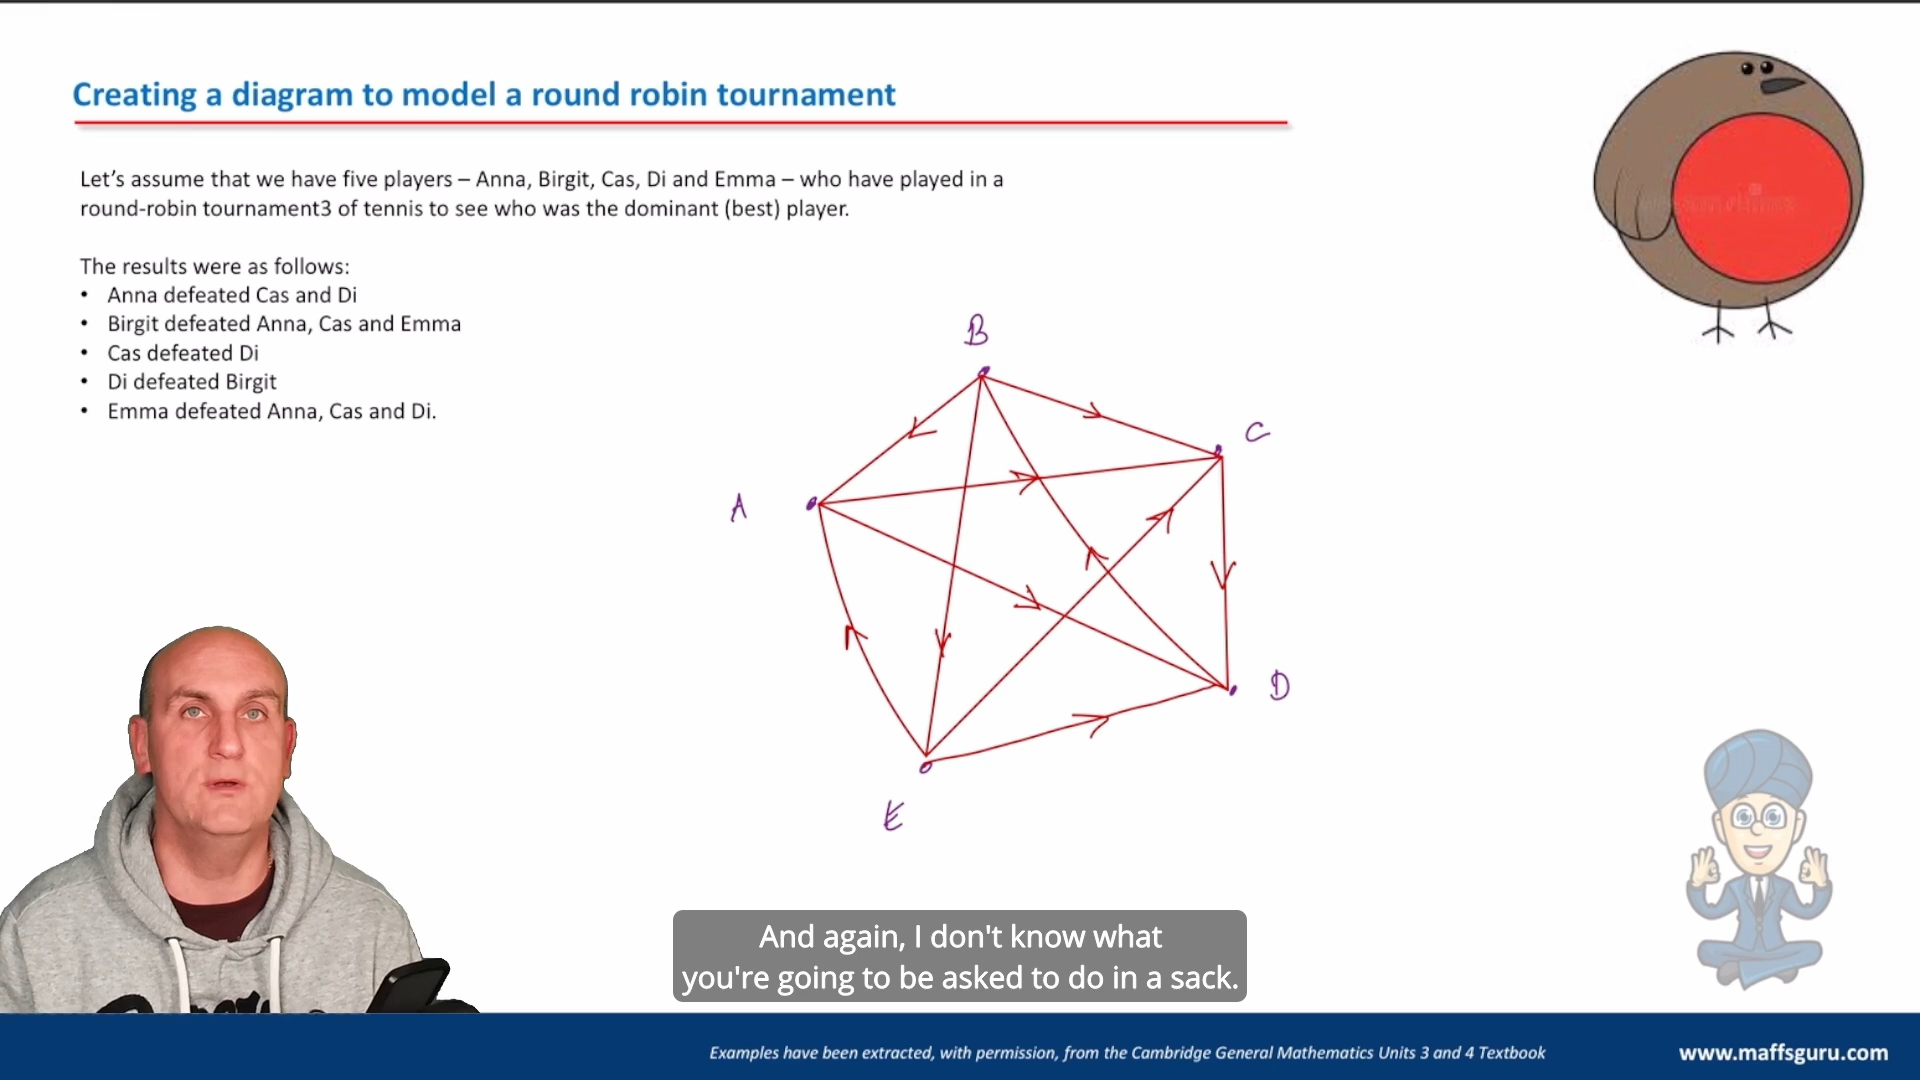 Creating a diagram to model a round robin tournament
Let's assume that we have five players – Anna, Birgit, Cas, Di and Emma – who have played in a
round-robin tournament3 of tennis to see who was the dominant (best) player.
The results were as follows:
• Anna defeated Cas and Di
• Birgit defeated Anna, Cas and Emma
• Cas defeated Di
• Di defeated Birgit
• Emma defeated Anna, Cas and Di.
B
C
A
D
E
And again, I don't know what
you're going to be asked to do in a sack.
Examples have been extracted, with permission, from the Cambridge General Mathematics Units 3 and 4 Textbook
www.maffsguru.com